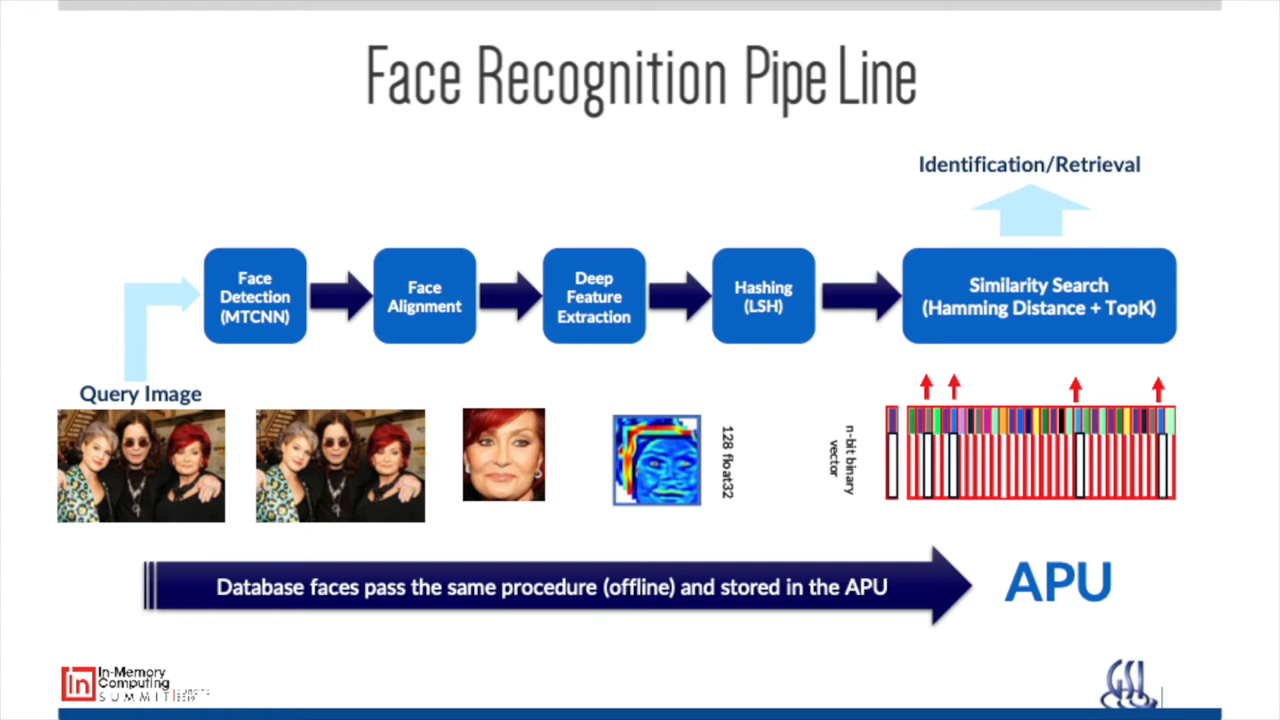 Face Recognition Pipe Line
Identification/Retrieval
Face
Detection
(MTCNN)
Face
Alignment
Deep
Feature
Extraction
Hashing
(LSH)
Similarity Search
(Hamming Distance + TopK)
Query Image
128 float32
n-bit binary
vector
Database faces pass the same procedure (offline) and stored in the APU
APU
In
In-Memory
Computing
SUMMIT
GSI